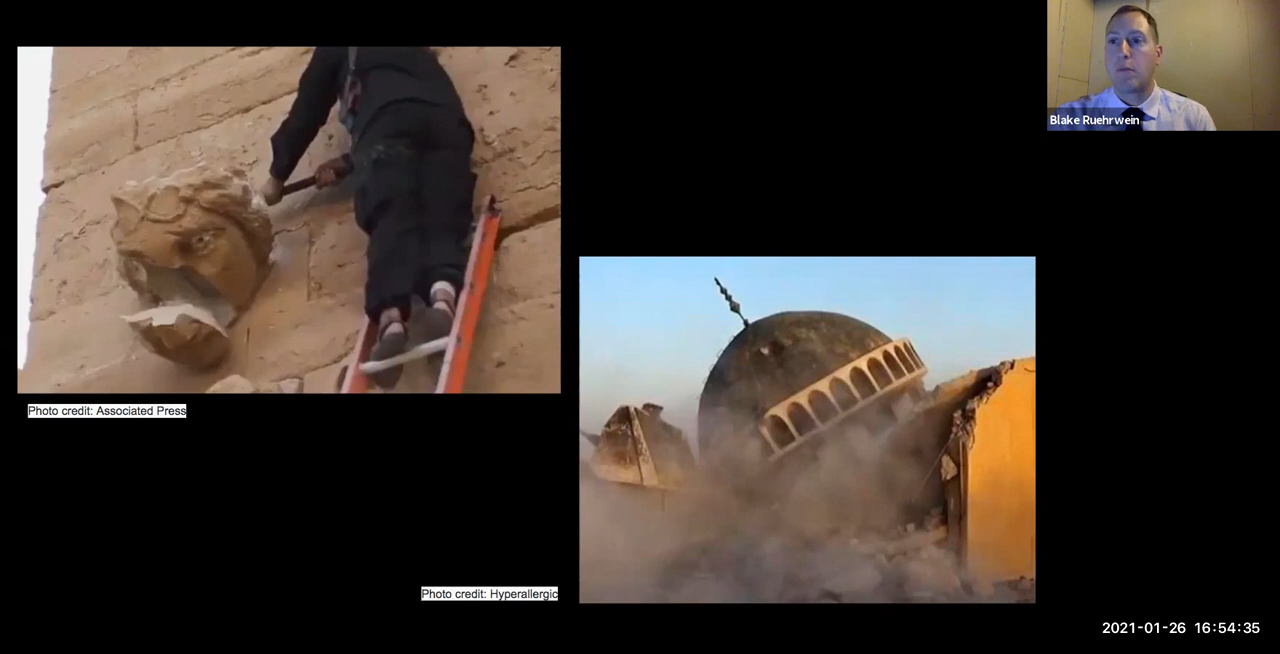 Blake Ruehrwein
Photo credit: Associated Press
Photo credit: Hyperallergic
2021-01-26 16:54:35